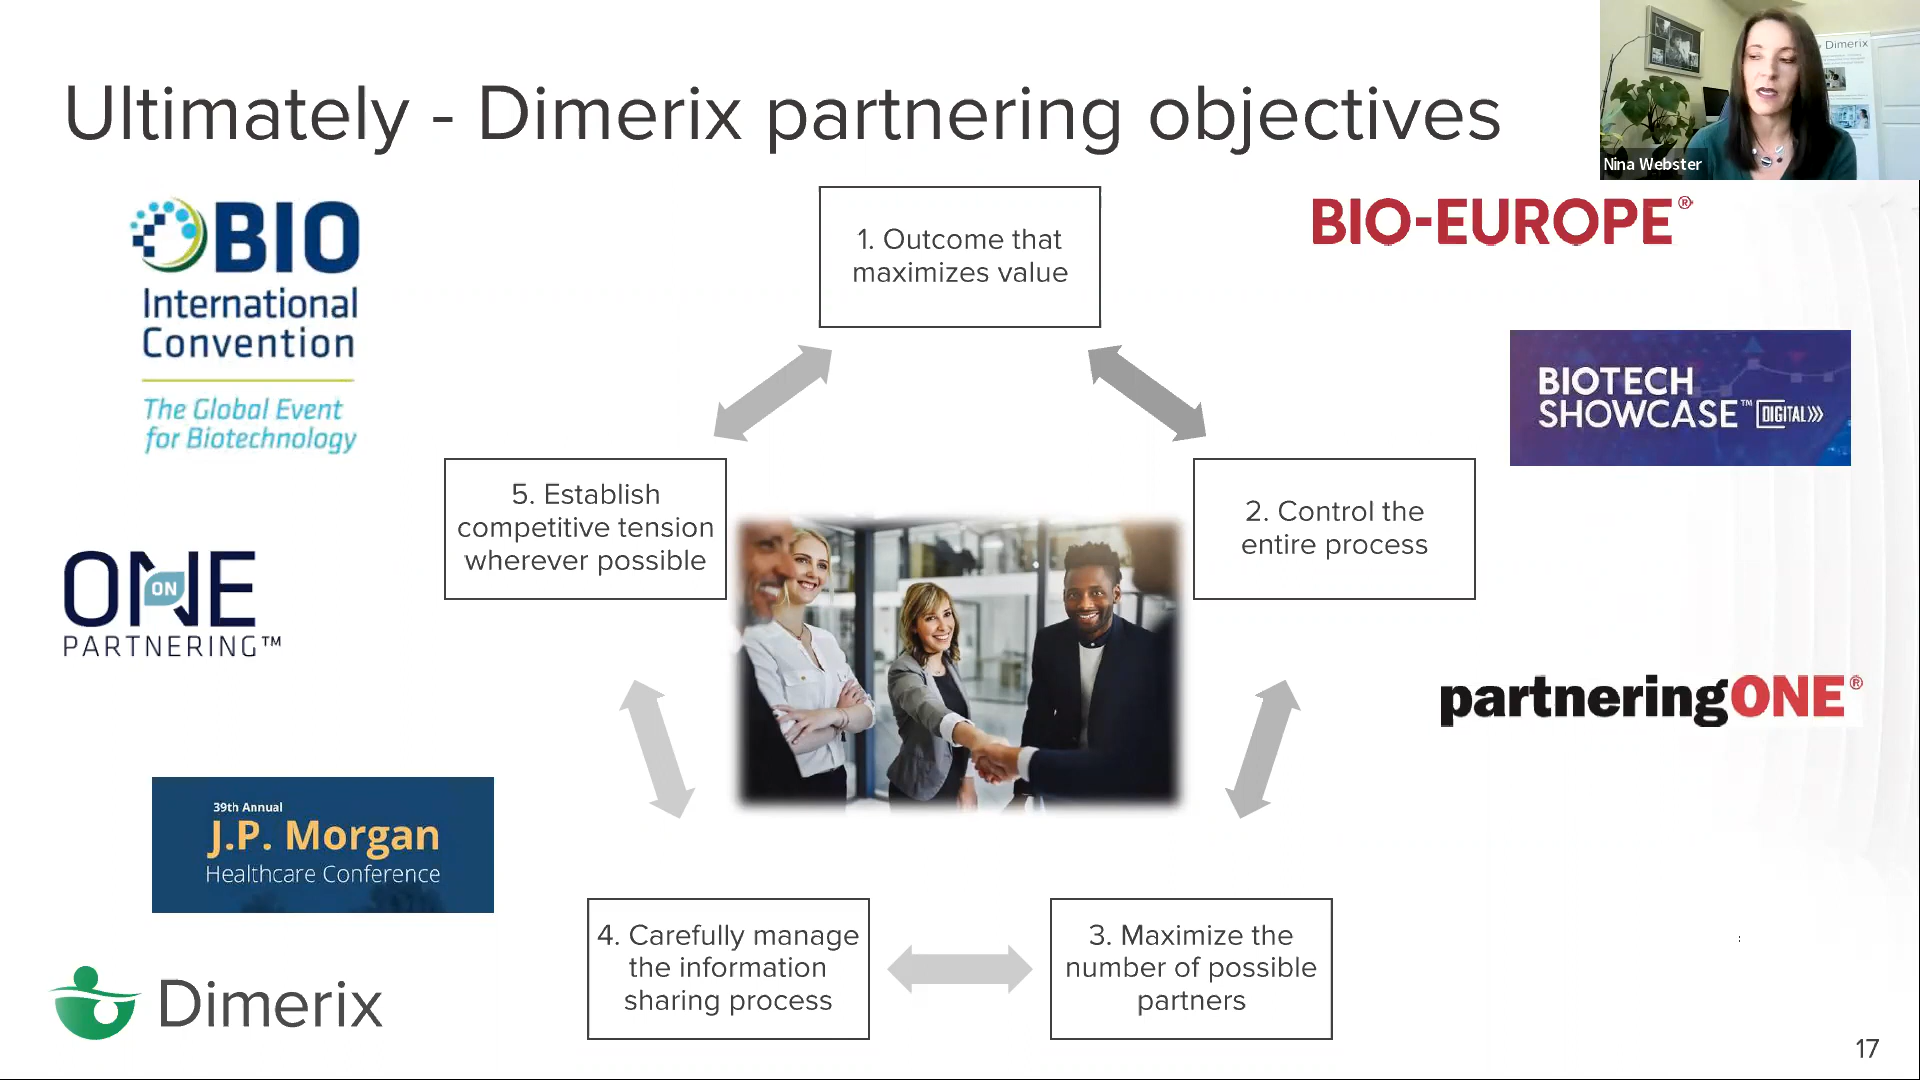 Ultimately - Dimerix partnering objectives
Dimerix
Nina Webster
BIO
International
Convention
The Global Event
for Biotechnology
1. Outcome that
maximizes value
BIO-EUROPE®
BIOTECH
SHOWCASE™ DIGITAL
5. Establish
competitive tension
wherever possible
2. Control the
entire process
ONE
ON
PARTNERING™
partneringONE®
39th Annual
J.P. Morgan
Healthcare Conference
4. Carefully manage
the information
sharing process
3. Maximize the
number of possible
partners
Dimerix
17